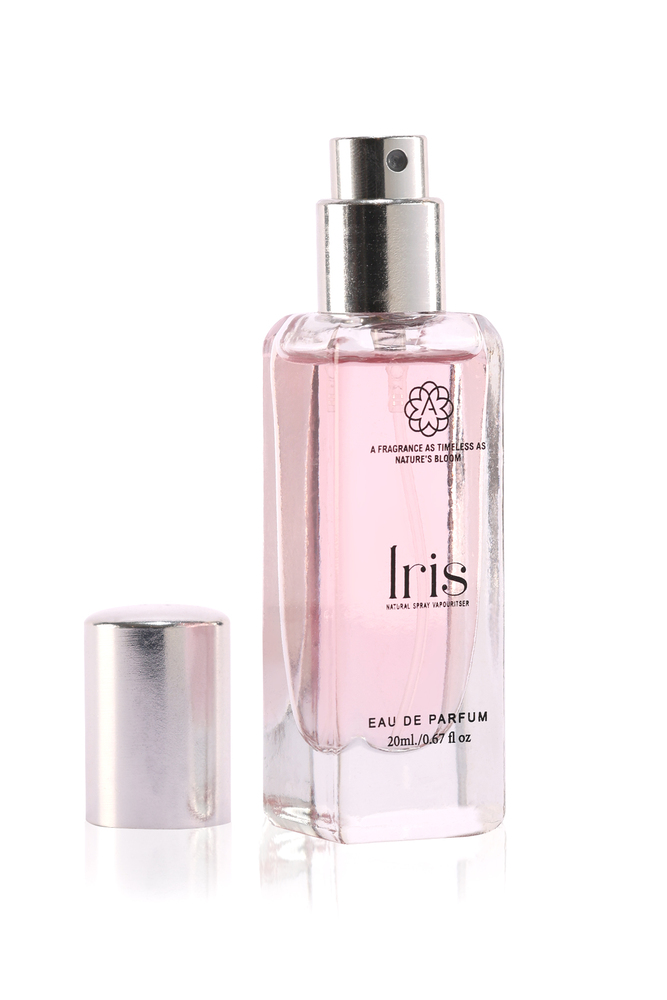 A
A FRAGRANCE AS TIMELESS AS
NATURE'S BLOOM
Iris
NATURAL SPRAY VAPOURITSER
EAU DE PARFUM
20ml./0.67 fl oz